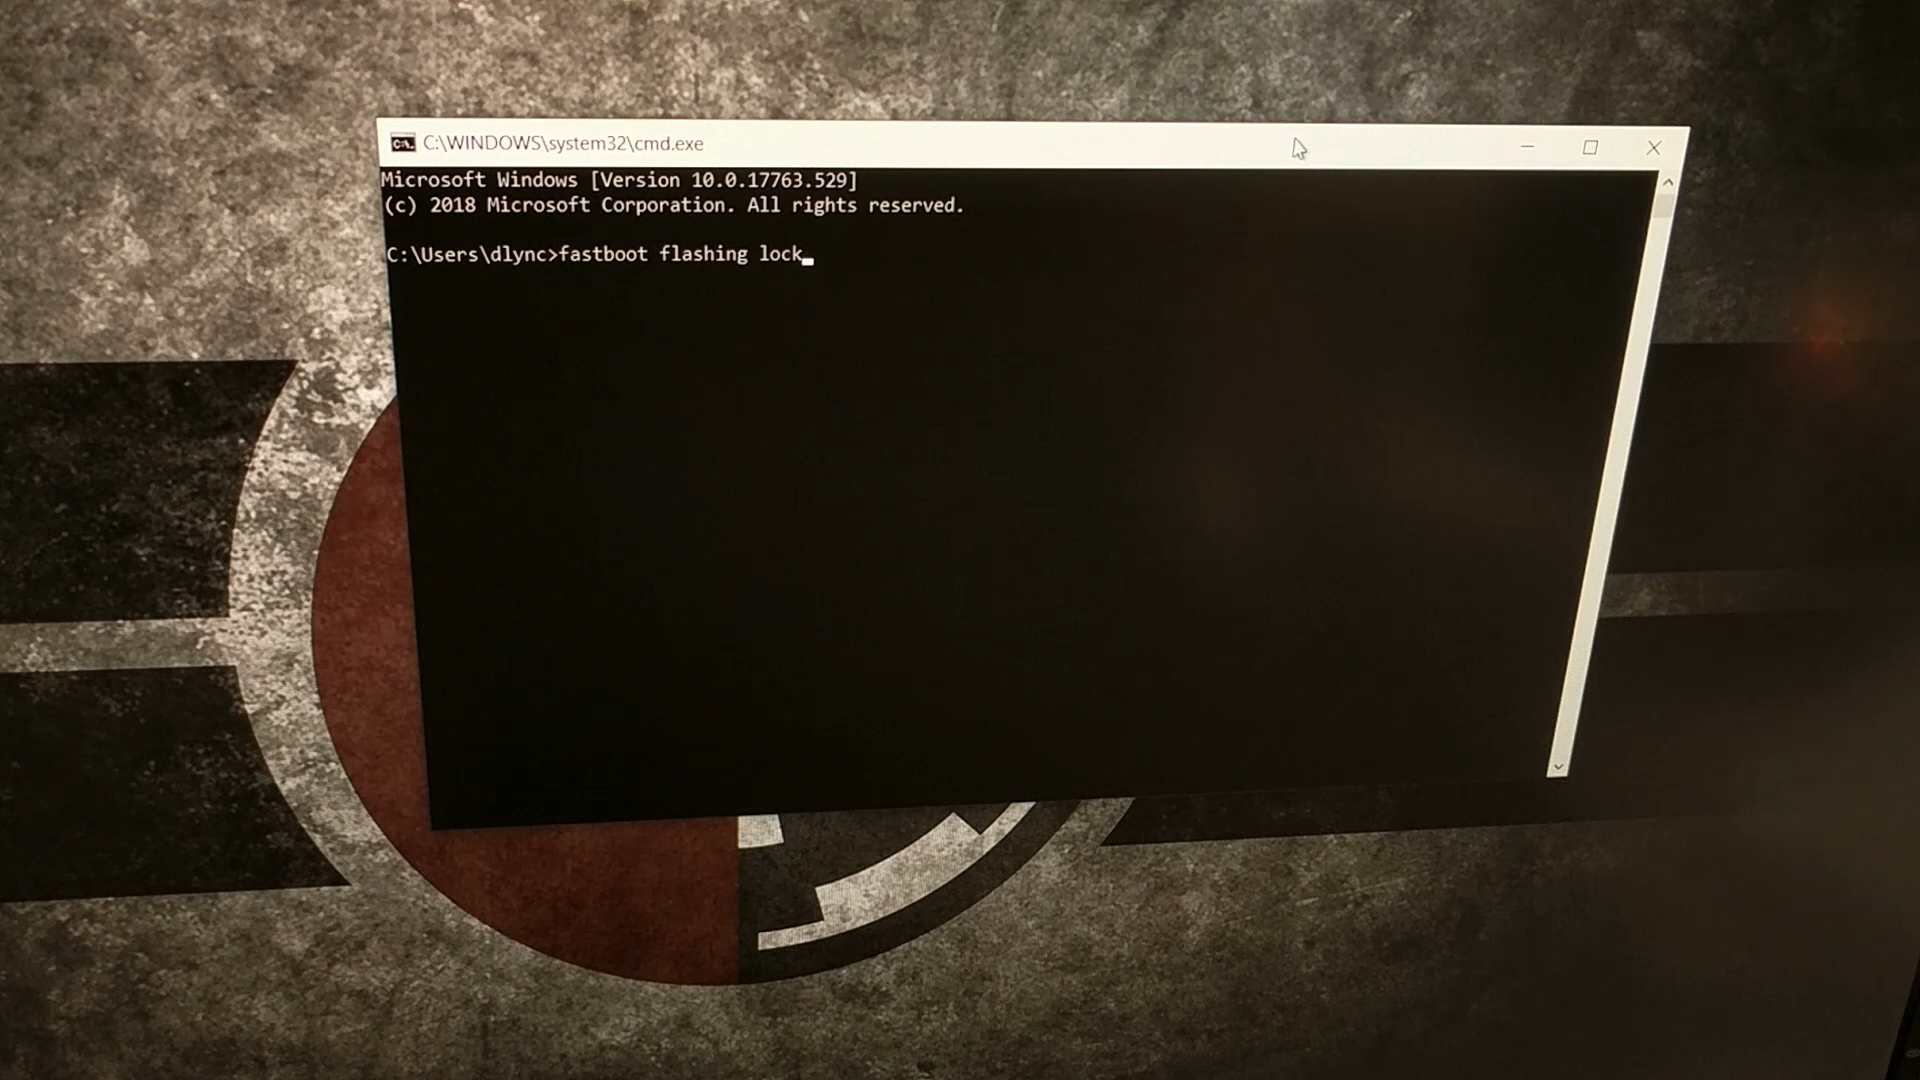 C:\WINDOWS\system32\cmd.exe
Microsoft Windows [Version 10.0.17763.529]
(c) 2018 Microsoft Corporation. All rights reserved.
C:\Users\dlync>fastboot flashing lock